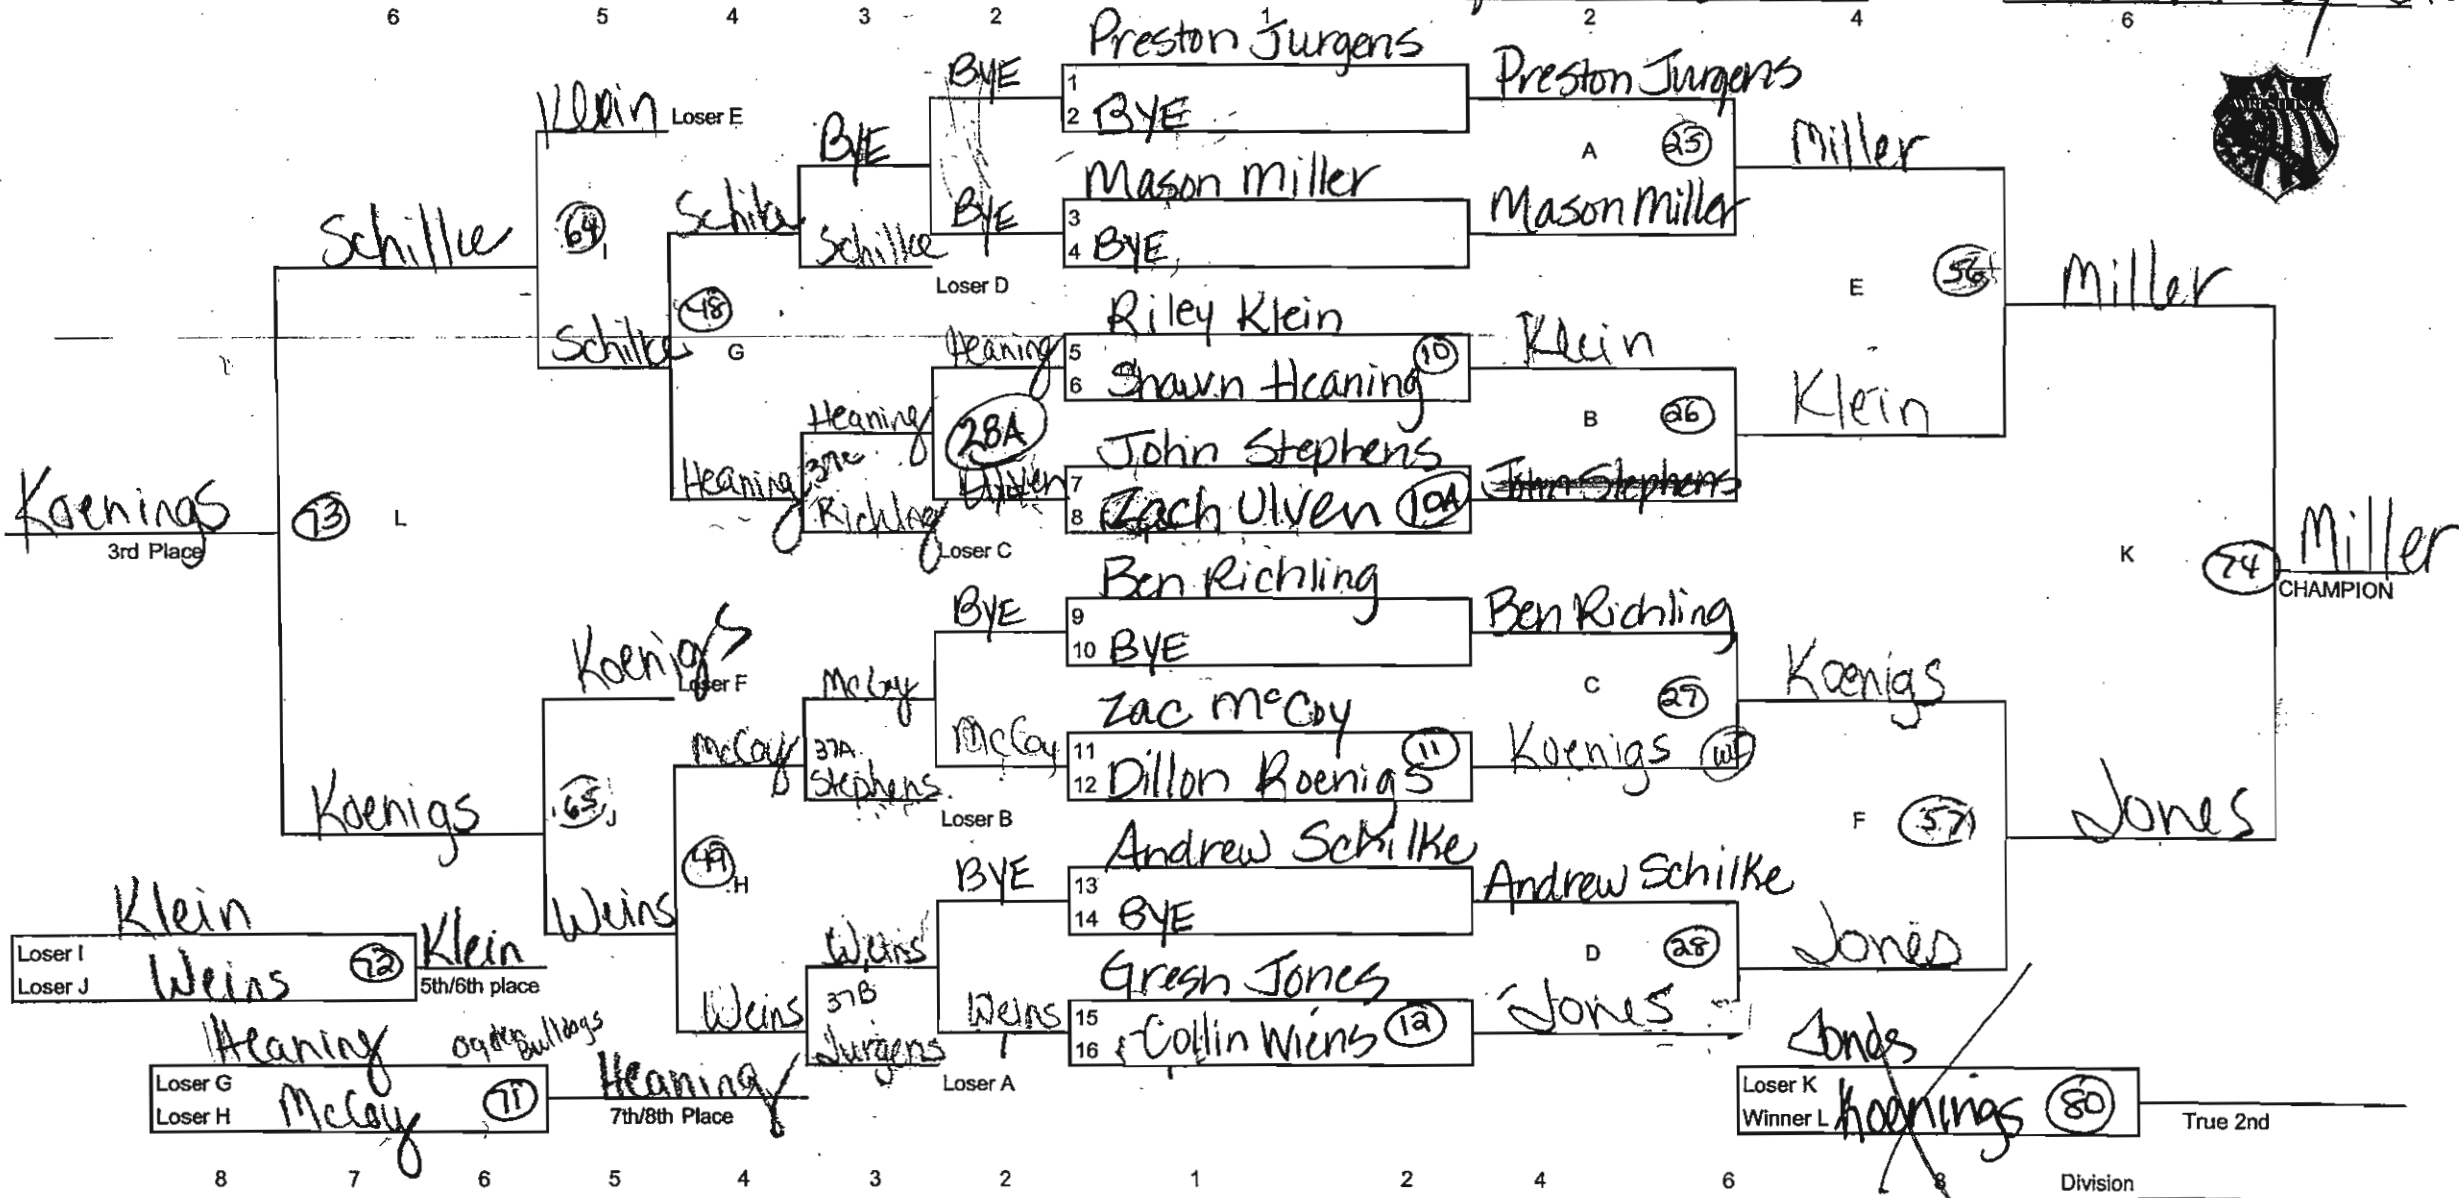 6 5 4 3 2 1 2 4 6
Preston Jurgens
BYE
1
Preston Jurgens
Klein Loser E
2 BYE
BYE
A 25
Miller
Mason Miller
Schilke
BYE
3
Mason Miller
Schillke
64 I
Schillke
4 BYE
Loser D
E 56
Miller
48
Riley Klein
Schilke
G
Heaning
5
10
Klein
6 Shawn Heaning
Klein
Heaning
28A
B 26
John Stephens
Heaning
37c
Ulven
7
John Stephens
Koenings
73
L
Richling
8 Zach Ulven 10A
3rd Place
Loser C
K
Miller
74
CHAMPION
Ben Richling
BYE
9
Ben Richling
Koenigs
Loser F
10 BYE
Koenigs
McCoy
C 27
Zac McCoy
McCoy
37A
McCoy
11
11
Koenigs
Stephens
12 Dillon Koenigs
Koenigs
65 J
Loser B
F 57
Jones
Andrew Schilke
49 H
BYE
13
Andrew Schilke
Klein
Weins
14 BYE
Loser I
Klein
Weins
D 28
Jones
Loser J Weins
72
5th/6th place
Gresh Jones
Weins
37B
Weins
15
Jones
Heaning
Ogden Bulldogs
Jurgens
16 Collin Wiens 12
Jones
Loser G
Heaning
Loser A
Loser K
Loser H McCoy
71
7th/8th Place
Winner L Koenings 80
True 2nd
8 7 6 5 4 3 2 1 2 4 6 8 Division